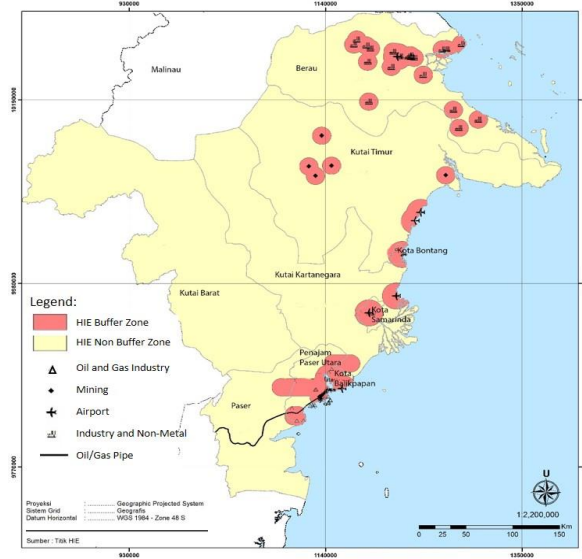 930000
1140000
1350000
Malinau
Berau
10190000
Kutai Timur
Kota Bontang
Kutai Kartanegara
9980000
Kutai Barat
Legend:
HIE Buffer Zone
Kota
Samarinda
HIE Non Buffer Zone
Penajam
Paser Utara
Oil and Gas Industry
Kota
Balikpapan
Mining
Airport
Paser
Industry and Non-Metal
Oil/Gas Pipe
9770000
U
1:2,200,000
Proyeksi : ............ Geographic Projected System
Sistem Grid : ............ Geografis
Datum Horizontal : ............ WGS 1984 - Zone 48 S
0 25 50 100 150 Km
Sumber : Titik HIE
930000
1140000
1350000